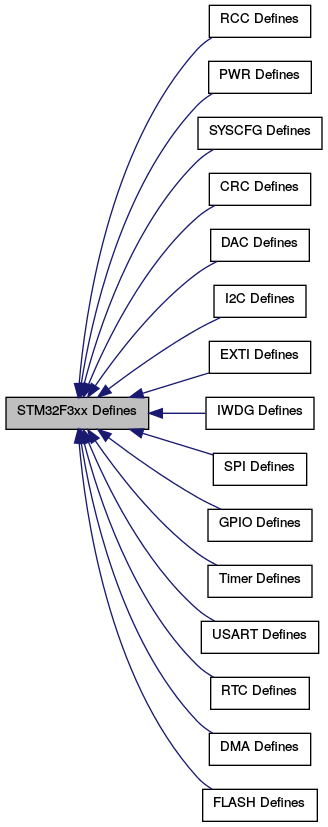 RCC Defines
PWR Defines
SYSCFG Defines
CRC Defines
DAC Defines
I2C Defines
EXTI Defines
STM32F3xx Defines
IWDG Defines
SPI Defines
GPIO Defines
Timer Defines
USART Defines
RTC Defines
DMA Defines
FLASH Defines